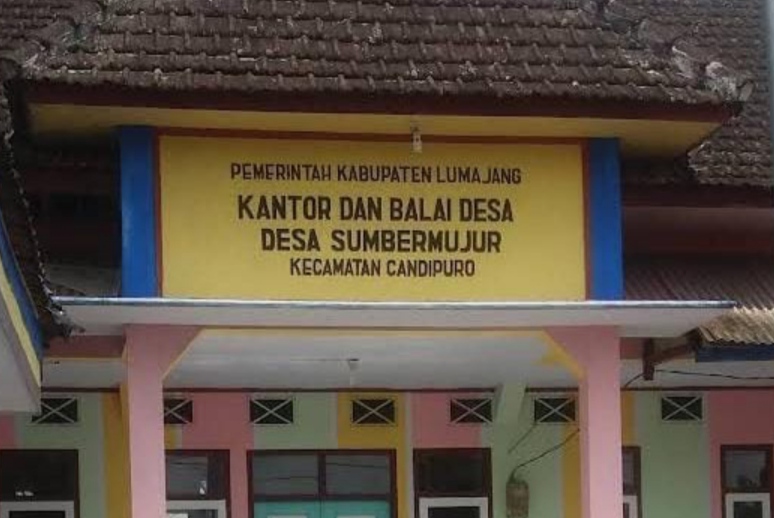 PEMERINTAH KABUPATEN LUMAJANG
KANTOR DAN BALAI DESA
DESA SUMBERMUJUR
KECAMATAN CANDIPURO